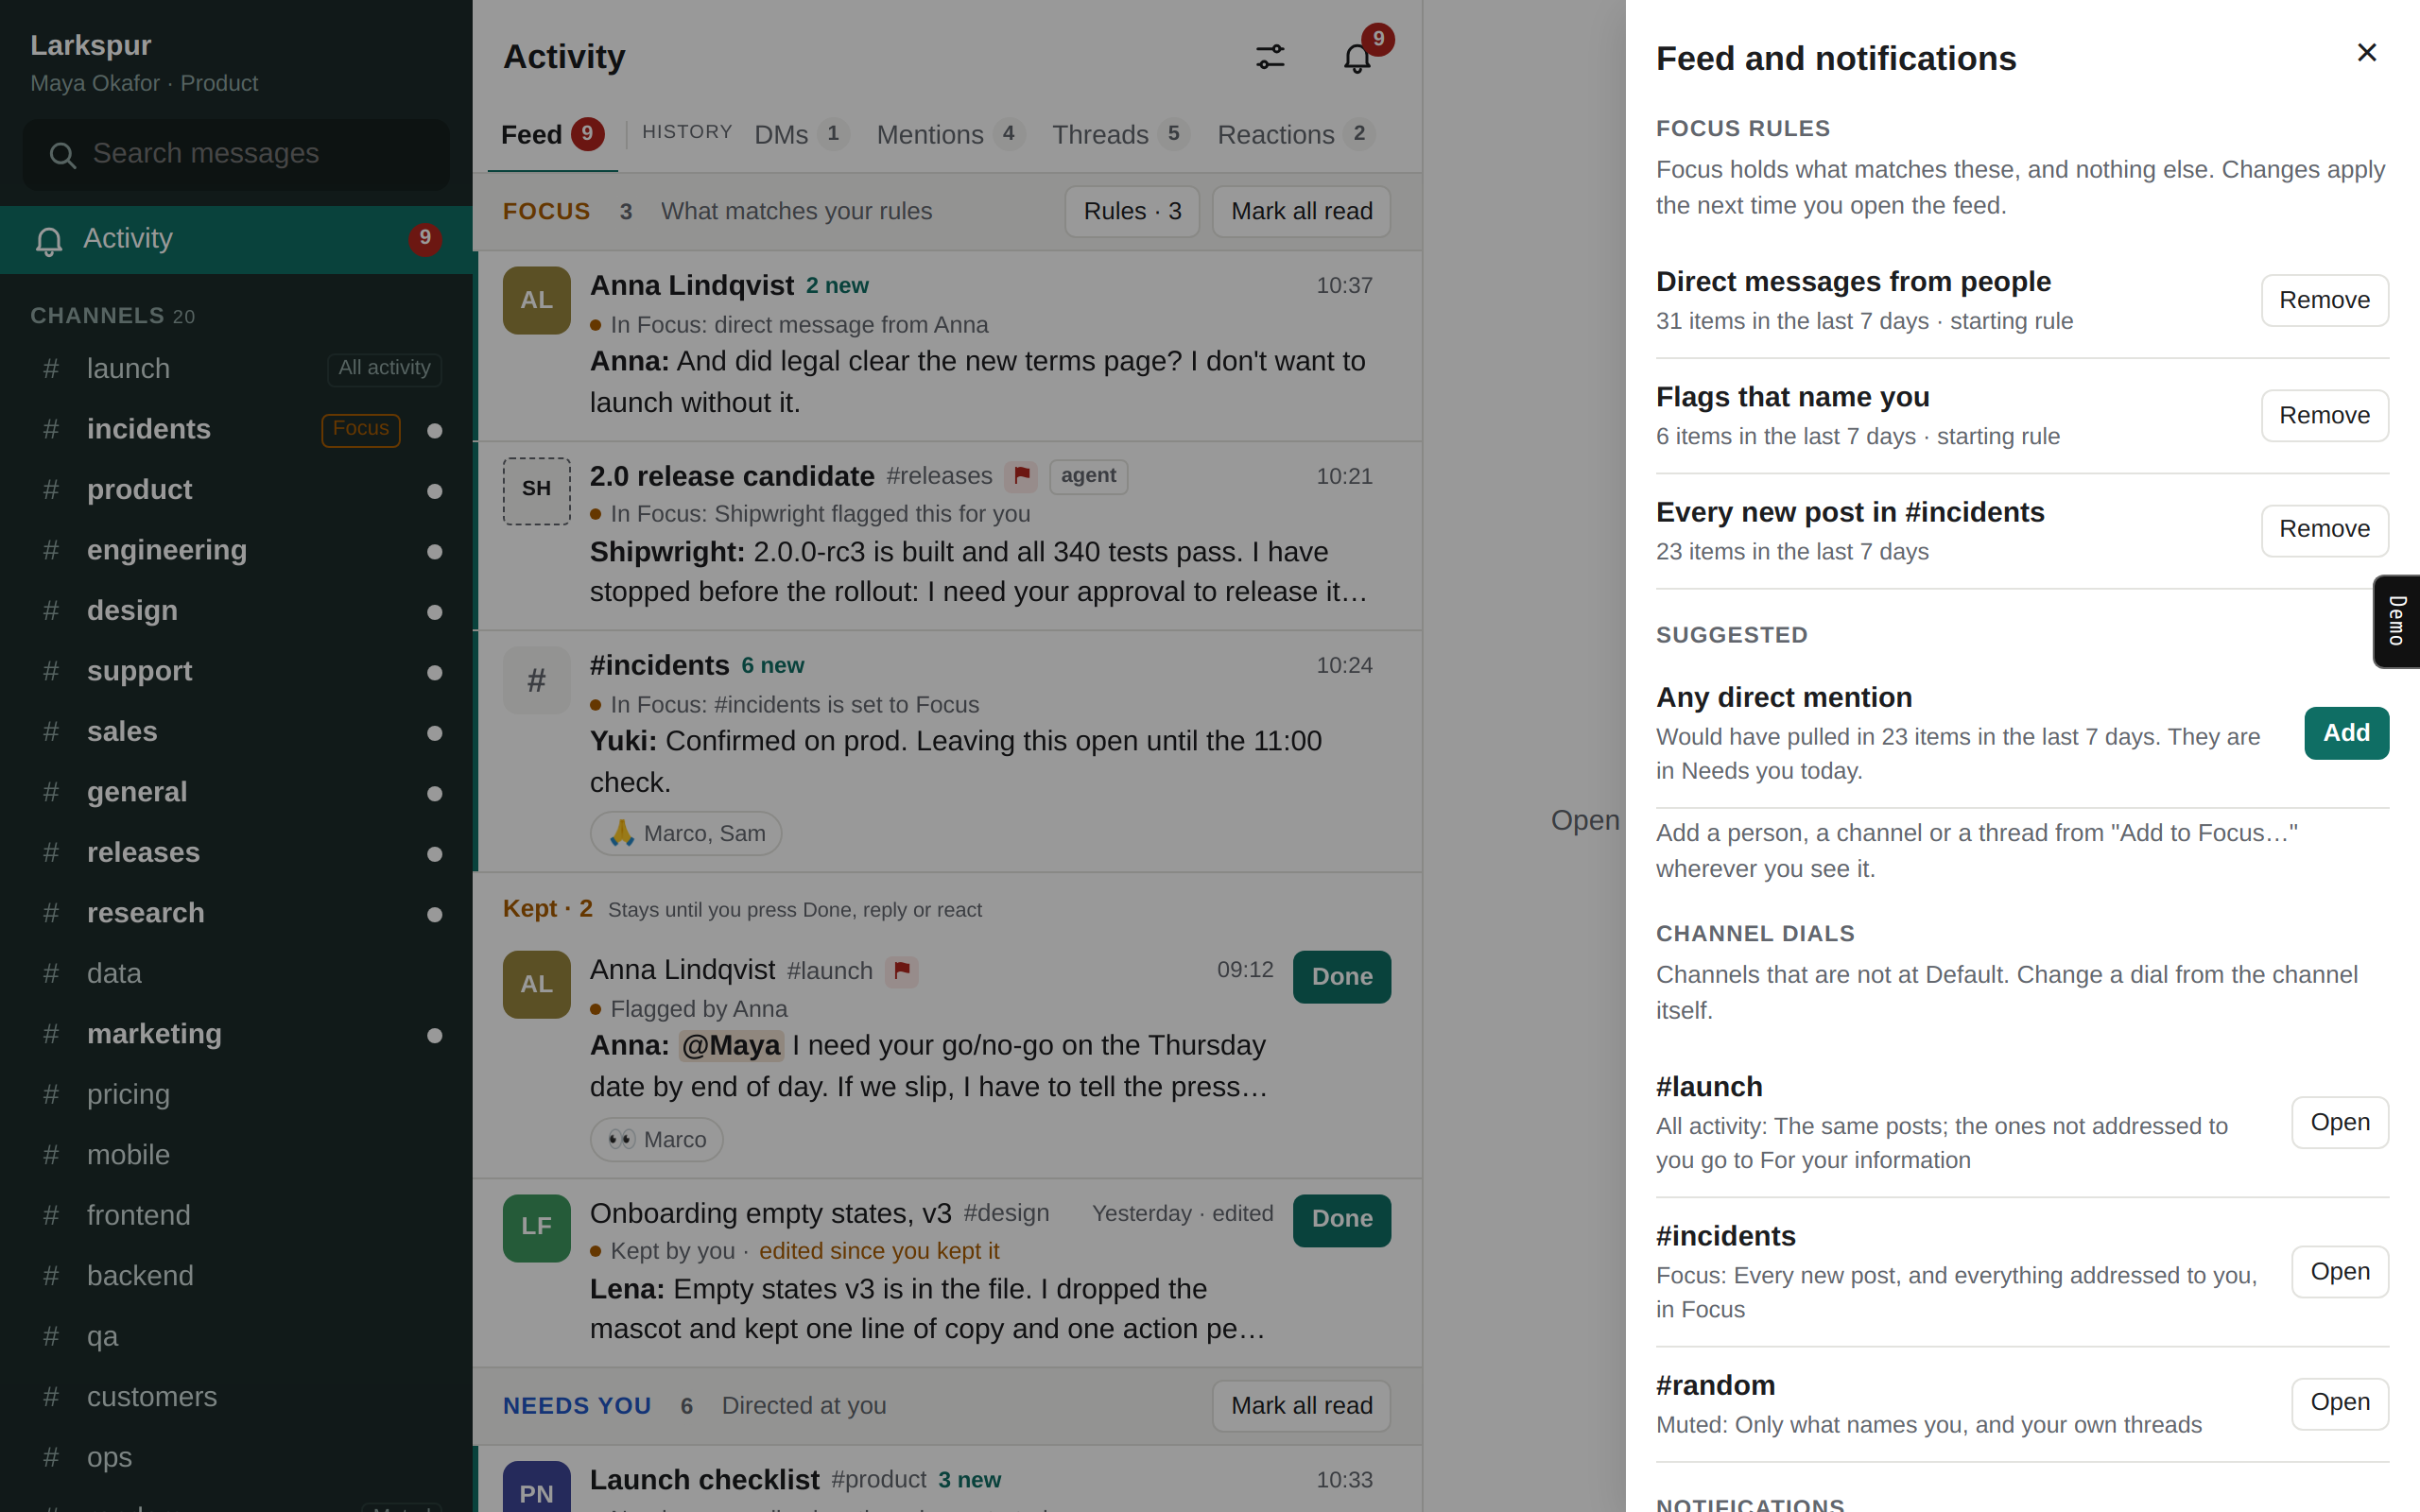 Larkspur
Maya Okafor · Product
Search messages
Activity 9
CHANNELS 20
# launch All activity
# incidents Focus
# product
# engineering
# design
# support
# sales
# general
# releases
# research
# data
# marketing
# pricing
# mobile
# frontend
# backend
# qa
# customers
# ops
Activity 9
Feed 9 HISTORY DMs 1 Mentions 4 Threads 5 Reactions 2
FOCUS 3 What matches your rules Rules · 3 Mark all read
AL Anna Lindqvist 2 new 10:37
In Focus: direct message from Anna
Anna: And did legal clear the new terms page? I don't want to
launch without it.
SH 2.0 release candidate #releases agent 10:21
In Focus: Shipwright flagged this for you
Shipwright: 2.0.0-rc3 is built and all 340 tests pass. I have
stopped before the rollout: I need your approval to release it…
# #incidents 6 new 10:24
In Focus: #incidents is set to Focus
Yuki: Confirmed on prod. Leaving this open until the 11:00
check.
🙏 Marco, Sam
Kept · 2 Stays until you press Done, reply or react
AL Anna Lindqvist #launch 09:12 Done
Flagged by Anna
Anna: @Maya I need your go/no-go on the Thursday
date by end of day. If we slip, I have to tell the press…
👀 Marco
LF Onboarding empty states, v3 #design Yesterday · edited Done
Kept by you · edited since you kept it
Lena: Empty states v3 is in the file. I dropped the
mascot and kept one line of copy and one action pe…
NEEDS YOU 6 Directed at you Mark all read
PN Launch checklist #product 3 new 10:33
Open
Feed and notifications ✕
FOCUS RULES
Focus holds what matches these, and nothing else. Changes apply
the next time you open the feed.
Direct messages from people
31 items in the last 7 days · starting rule
Remove
Flags that name you
6 items in the last 7 days · starting rule
Remove
Every new post in #incidents
23 items in the last 7 days
Remove
Demo
SUGGESTED
Any direct mention
Would have pulled in 23 items in the last 7 days. They are
in Needs you today.
Add
Add a person, a channel or a thread from "Add to Focus…"
wherever you see it.
CHANNEL DIALS
Channels that are not at Default. Change a dial from the channel
itself.
#launch
All activity: The same posts; the ones not addressed to
you go to For your information
Open
#incidents
Focus: Every new post, and everything addressed to you,
in Focus
Open
#random
Muted: Only what names you, and your own threads
Open
NOTIFICATIONS